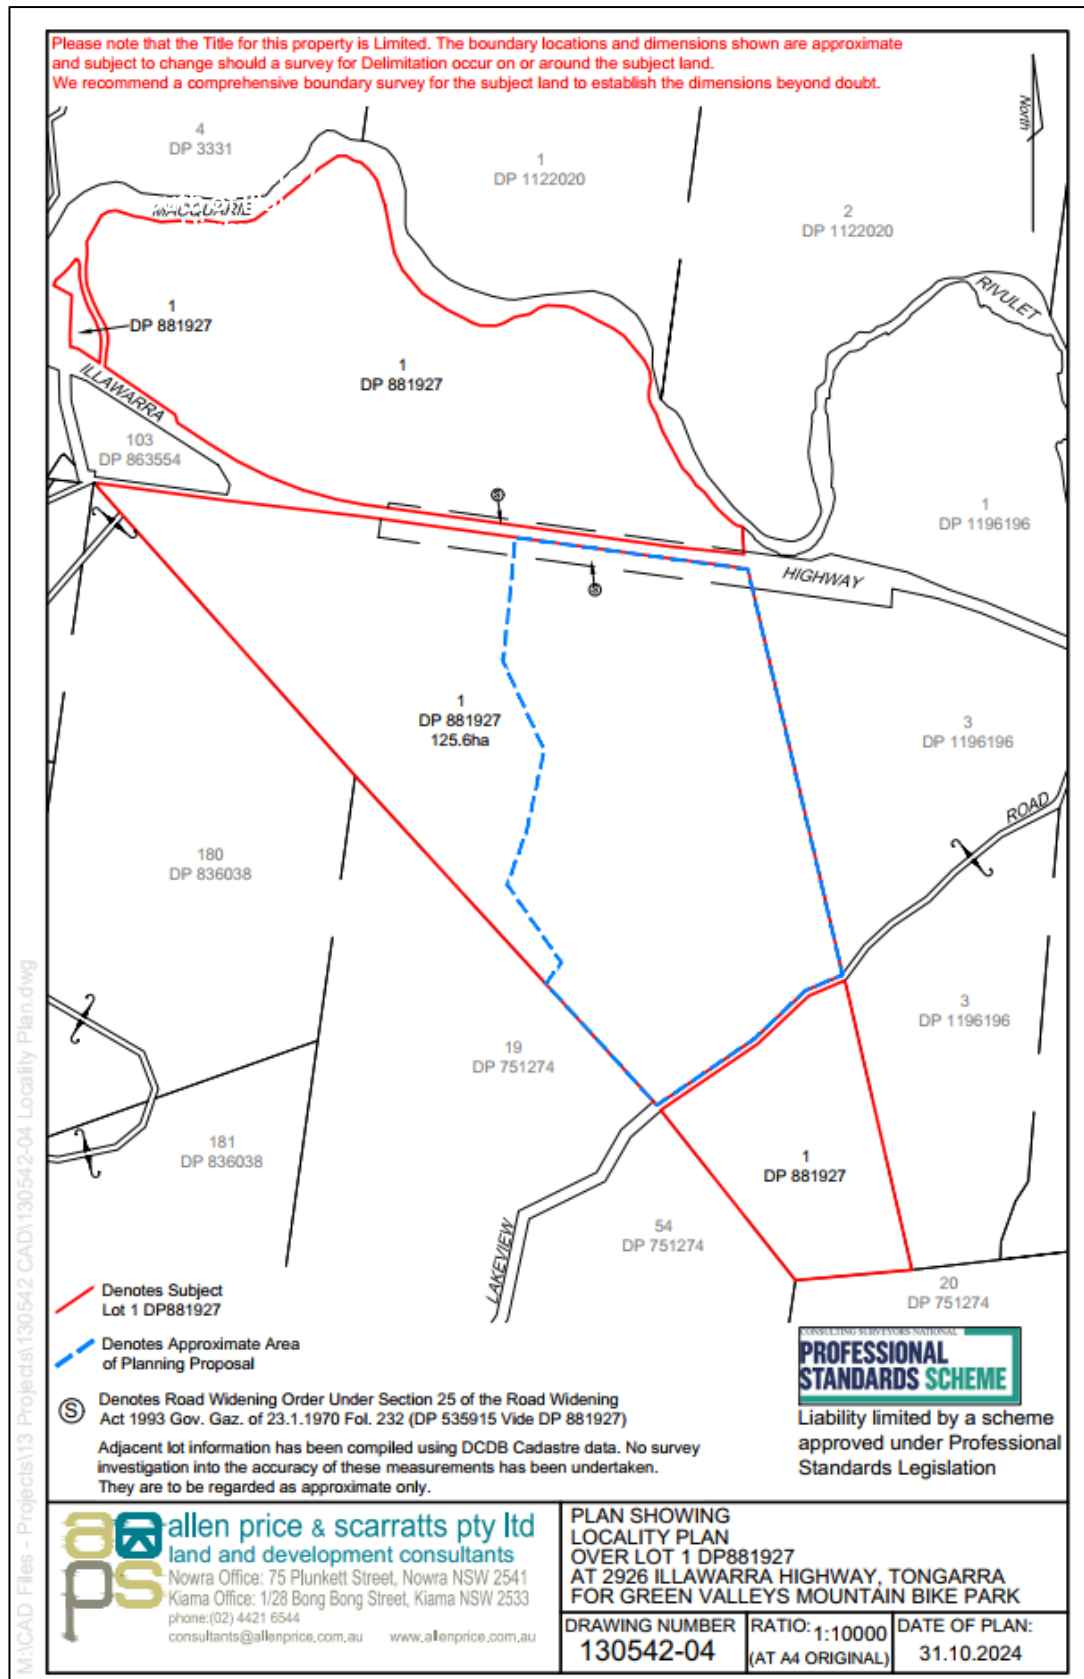 Please note that the Title for this property is Limited. The boundary locations and dimensions shown are approximate
and subject to change should a survey for Delimitation occur on or around the subject land.
We recommend a comprehensive boundary survey for the subject land to establish the dimensions beyond doubt.
North
4
DP 3331
1
DP 1122020
2
DP 1122020
MACQUARIE
RIVULET
1
DP 881927
1
DP 881927
ILLAWARRA
103
DP 863554
S
1
DP 1196196
HIGHWAY
S
1
DP 881927
125.6ha
3
DP 1196196
ROAD
180
DP 836038
3
DP 1196196
19
DP 751274
181
DP 836038
1
DP 881927
54
DP 751274
LAKEVIEW
20
DP 751274
Denotes Subject
Lot 1 DP881927
Denotes Approximate Area
of Planning Proposal
S
Denotes Road Widening Order Under Section 25 of the Road Widening
Act 1993 Gov. Gaz. of 23.1.1970 Fol. 232 (DP 535915 Vide DP 881927)
Adjacent lot information has been compiled using DCDB Cadastre data. No survey
investigation into the accuracy of these measurements has been undertaken.
They are to be regarded as approximate only.
CONSULTING SURVEYORS NATIONAL
PROFESSIONAL
STANDARDS SCHEME
Liability limited by a scheme
approved under Professional
Standards Legislation
M:\CAD Files - Projects\13 Projects\130542 CAD\130542-04 Locality Plan.dwg
aps
allen price & scarratts pty ltd
land and development consultants
Nowra Office: 75 Plunkett Street, Nowra NSW 2541
Kiama Office: 1/28 Bong Bong Street, Kiama NSW 2533
phone:(02) 4421 6544
consultants@allenprice.com.au www.allenprice.com.au
PLAN SHOWING
LOCALITY PLAN
OVER LOT 1 DP881927
AT 2926 ILLAWARRA HIGHWAY, TONGARRA
FOR GREEN VALLEYS MOUNTAIN BIKE PARK
DRAWING NUMBER
130542-04
RATIO: 1:10000
(AT A4 ORIGINAL)
DATE OF PLAN:
31.10.2024